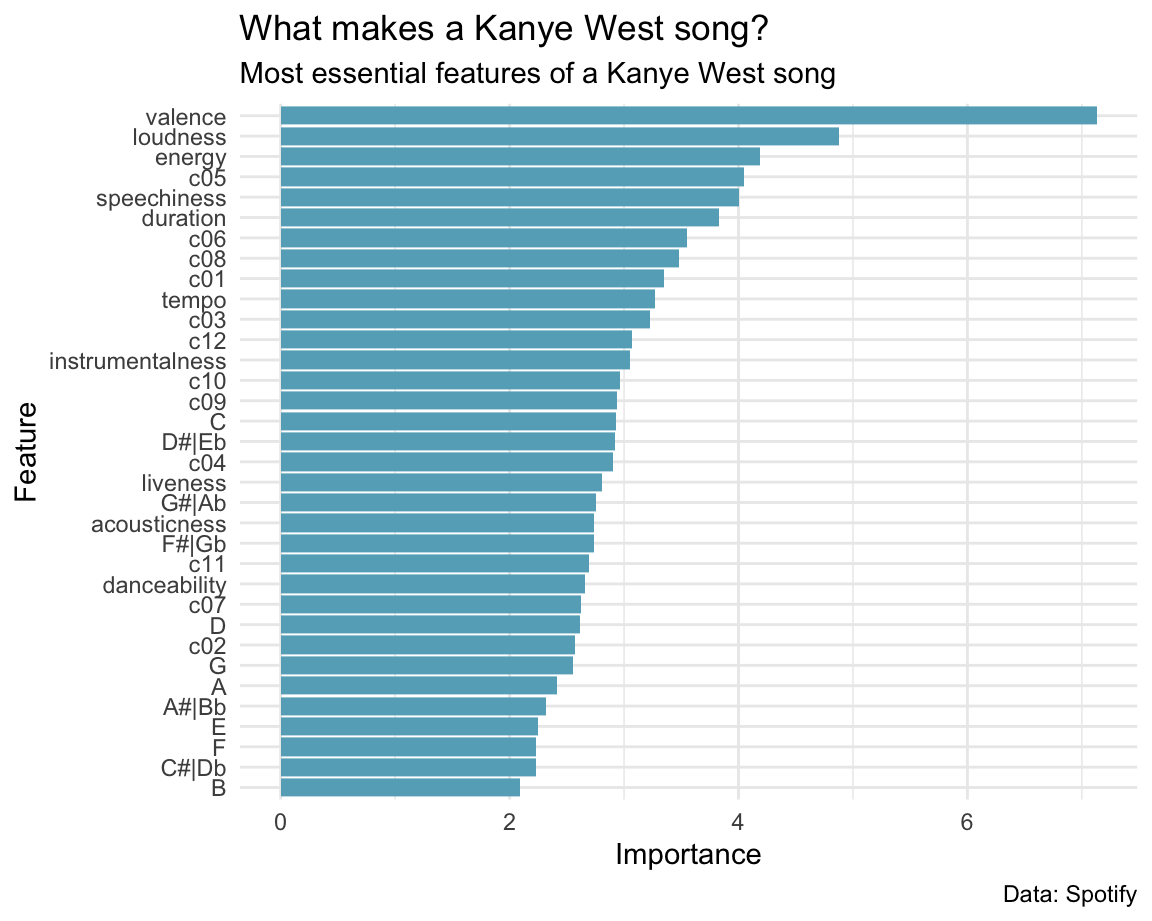 What makes a Kanye West song?
Most essential features of a Kanye West song
valence
loudness
energy
c05
speechiness
duration
c06
c08
c01
tempo
c03
c12
instrumentalness
c10
c09
C
D#|Eb
c04
liveness
G#|Ab
acousticness
F#|Gb
c11
danceability
c07
D
c02
G
A
A#|Bb
E
F
C#|Db
B
Feature
0 2 4 6
Importance
Data: Spotify